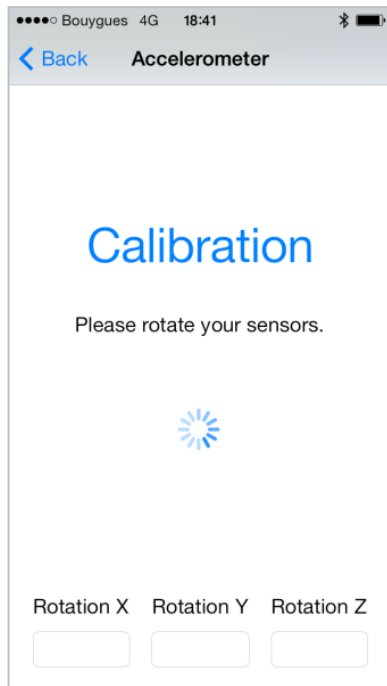 Bouygues 4G 18:41
Back Accelerometer
Calibration
Please rotate your sensors.
Rotation X Rotation Y Rotation Z